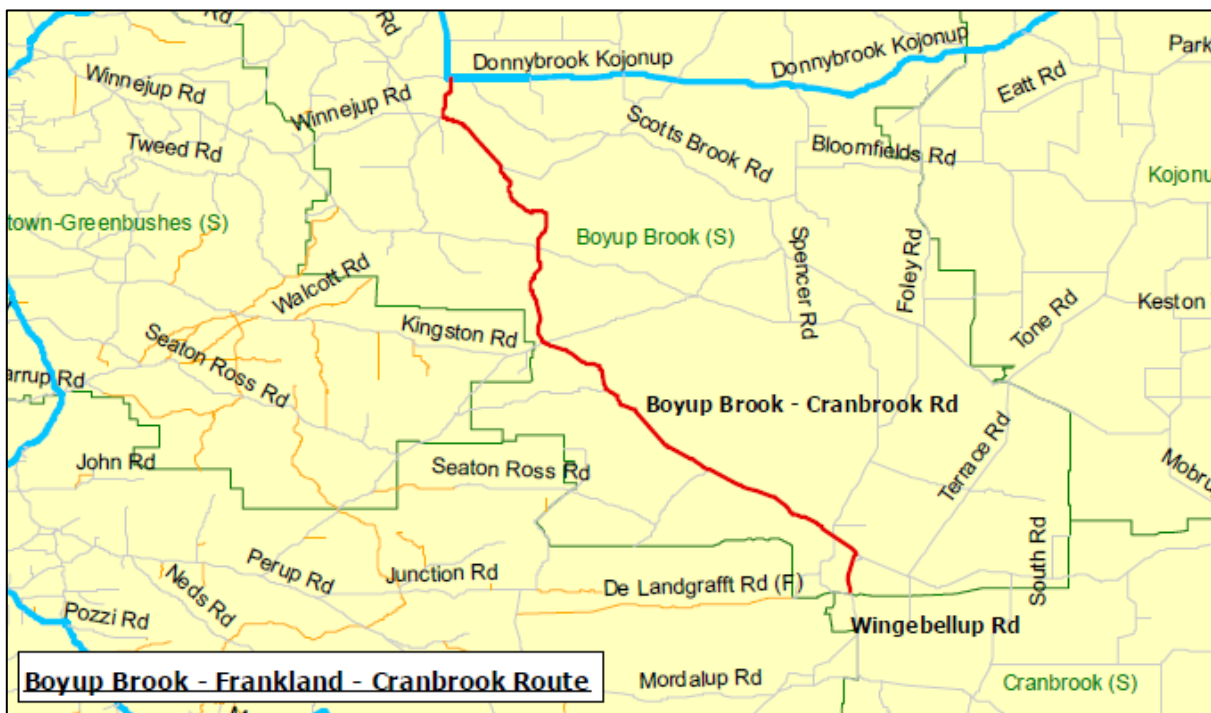 Rd
Rd
Donnybrook Kojonup
Donnybrook Kojonup
Park
Winnejup Rd
Winnejup Rd
Eatt Rd
Scotts Brook Rd
Tweed Rd
Bloomfields Rd
Kojonu
town-Greenbushes (S)
Boyup Brook (S)
Spencer Rd
Foley Rd
Walcott Rd
Tone Rd
Keston
Kingston Rd
Seaton Ross Rd
arrup Rd
Boyup Brook - Cranbrook Rd
Terrace Rd
John Rd
Seaton Ross Rd
Mobru
South Rd
Perup Rd
Junction Rd
De Landgrafft Rd (F)
Neds Rd
Pozzi Rd
Wingebellup Rd
Boyup Brook - Frankland - Cranbrook Route
Mordalup Rd
Cranbrook (S)